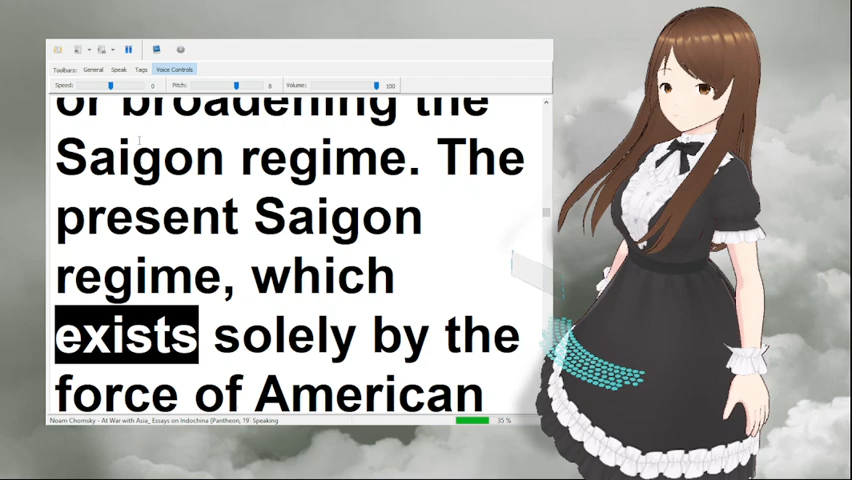 Toolbars: General Speak Tags Voice Controls
Speed: 0 Pitch: 8 Volume: 100
or broadening the
Saigon regime. The
present Saigon
regime, which
exists solely by the
force of American
Noam Chomsky - At War with Asia_ Essays on Indochina (Pantheon, 19 Speaking 35 %